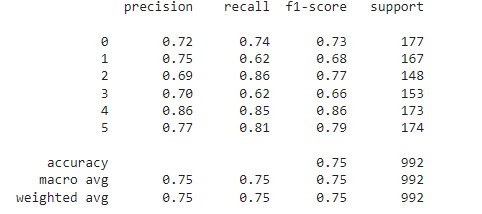 precision recall f1-score support
0 0.72 0.74 0.73 177
1 0.75 0.62 0.68 167
2 0.69 0.86 0.77 148
3 0.70 0.62 0.66 153
4 0.86 0.85 0.86 173
5 0.77 0.81 0.79 174
accuracy 0.75 992
macro avg 0.75 0.75 0.75 992
weighted avg 0.75 0.75 0.75 992